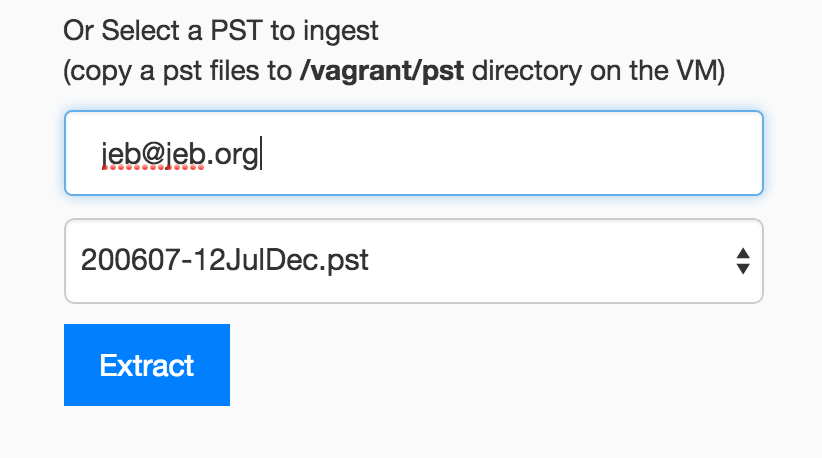 Or Select a PST to ingest
(copy a pst files to /vagrant/pst directory on the VM)
jeb@jeb.org
200607-12JulDec.pst
Extract